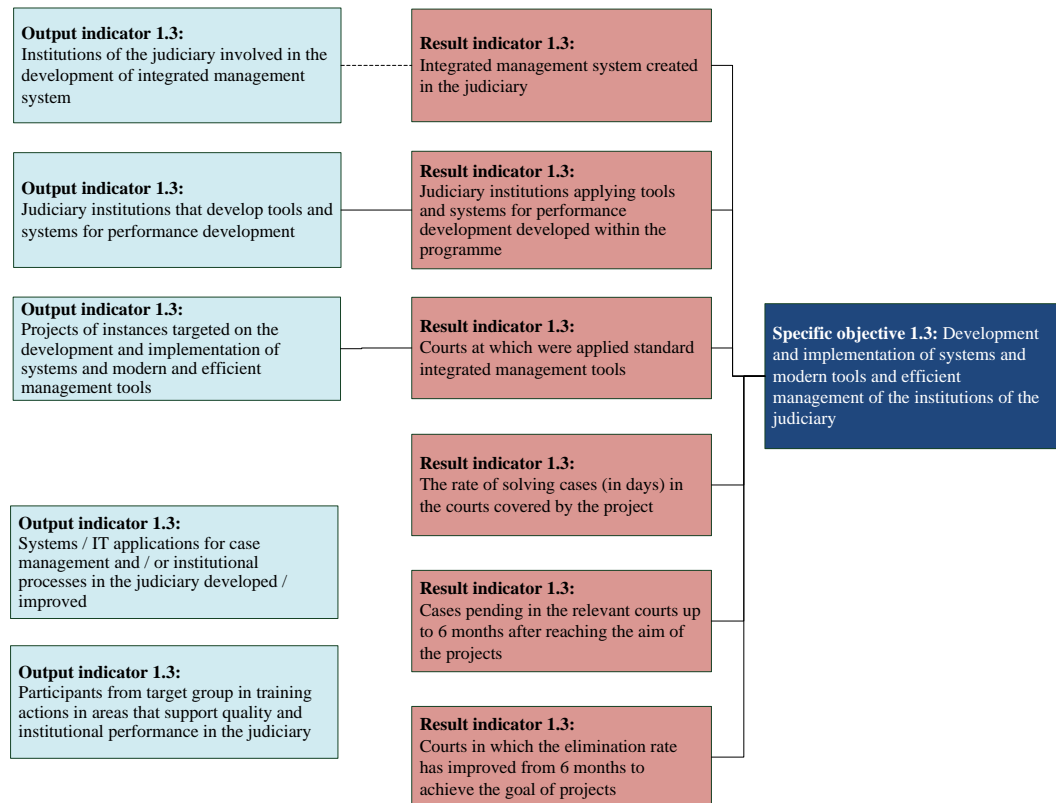 Output indicator 1.3:
Institutions of the judiciary involved in the
development of integrated management
system
Output indicator 1.3:
Judiciary institutions that develop tools and
systems for performance development
Output indicator 1.3:
Projects of instances targeted on the
development and implementation of
systems and modern and efficient
management tools
Output indicator 1.3:
Systems / IT applications for case
management and / or institutional
processes in the judiciary developed /
improved
Output indicator 1.3:
Participants from target group in training
actions in areas that support quality and
institutional performance in the judiciary
Result indicator 1.3:
Integrated management system created
in the judiciary
Result indicator 1.3:
Judiciary institutions applying tools
and systems for performance
development developed within the
programme
Result indicator 1.3:
Courts at which were applied standard
integrated management tools
Result indicator 1.3:
The rate of solving cases (in days) in
the courts covered by the project
Result indicator 1.3:
Cases pending in the relevant courts up
to 6 months after reaching the aim of
the projects
Result indicator 1.3:
Courts in which the elimination rate
has improved from 6 months to
achieve the goal of projects
Specific objective 1.3: Development
and implementation of systems and
modern tools and efficient
management of the institutions of the
judiciary